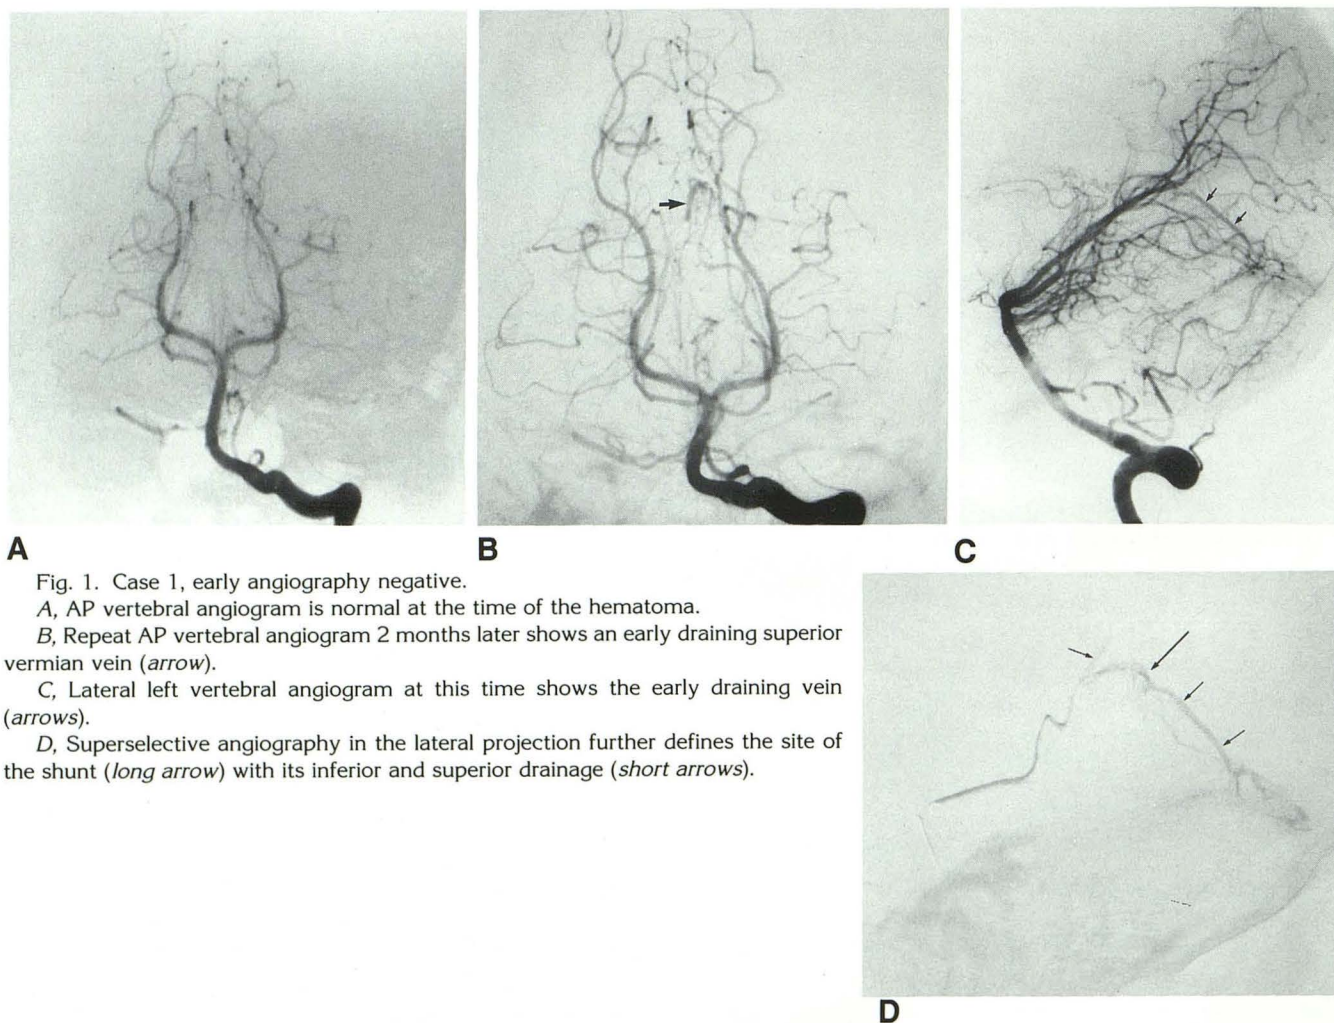 A
B
C
Fig. 1. Case 1, early angiography negative.
A, AP vertebral angiogram is normal at the time of the hematoma.
B, Repeat AP vertebral angiogram 2 months later shows an early draining superior
vermian vein (arrow).
C, Lateral left vertebral angiogram at this time shows the early draining vein
(arrows).
D, Superselective angiography in the lateral projection further defines the site of
the shunt (long arrow) with its inferior and superior drainage (short arrows).
D